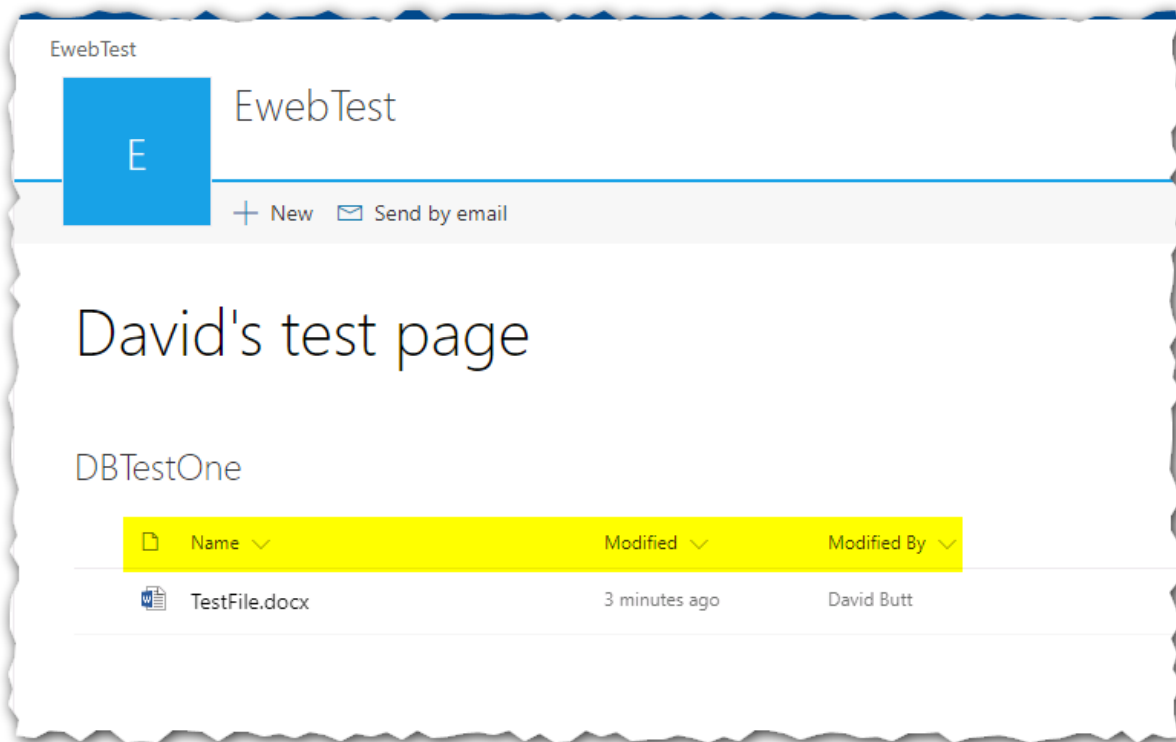 EwebTest
EwebTest
E
New Send by email
David's test page
DBTestOne
Name Modified Modified By
TestFile.docx 3 minutes ago David Butt